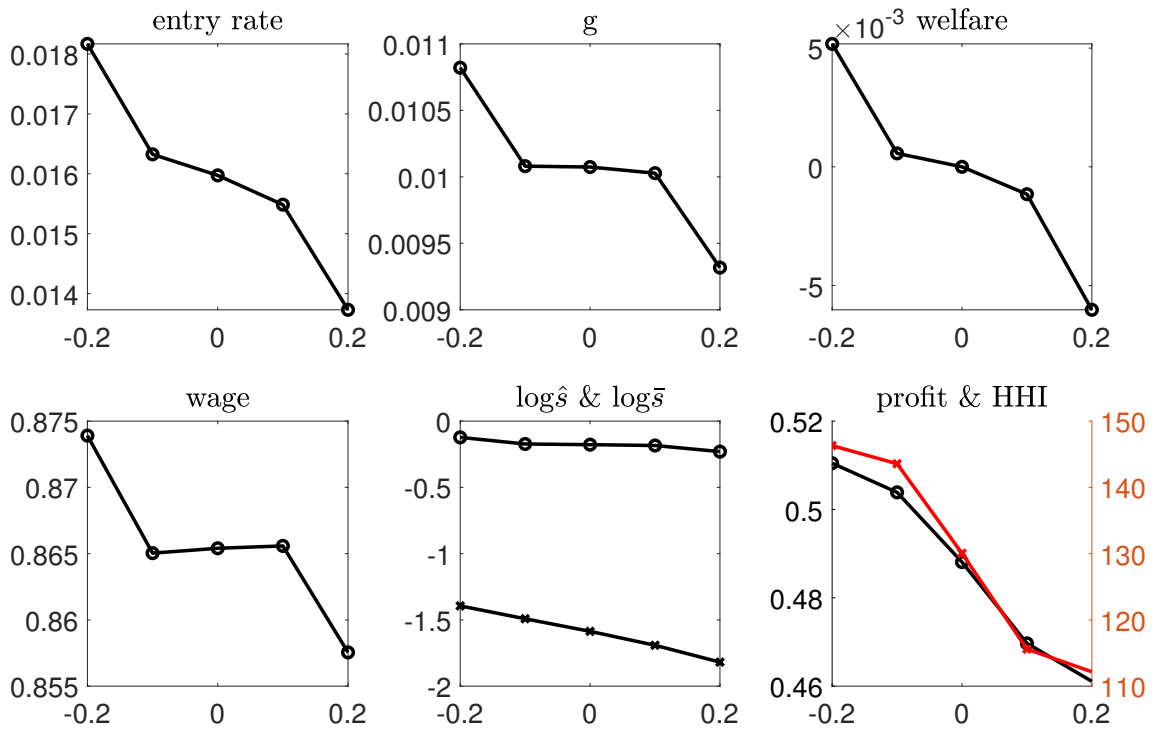 entry rate
0.018
0.017
0.016
0.015
0.014
-0.2 0 0.2
g
0.011
0.0105
0.01
0.0095
0.009
-0.2 0 0.2
×10⁻³ welfare
5
0
-5
-0.2 0 0.2
wage
0.875
0.87
0.865
0.86
0.855
-0.2 0 0.2
logŝ & logs̄
0
-0.5
-1
-1.5
-2
-0.2 0 0.2
profit & HHI
0.52
0.5
0.48
0.46
150
140
130
120
110
-0.2 0 0.2